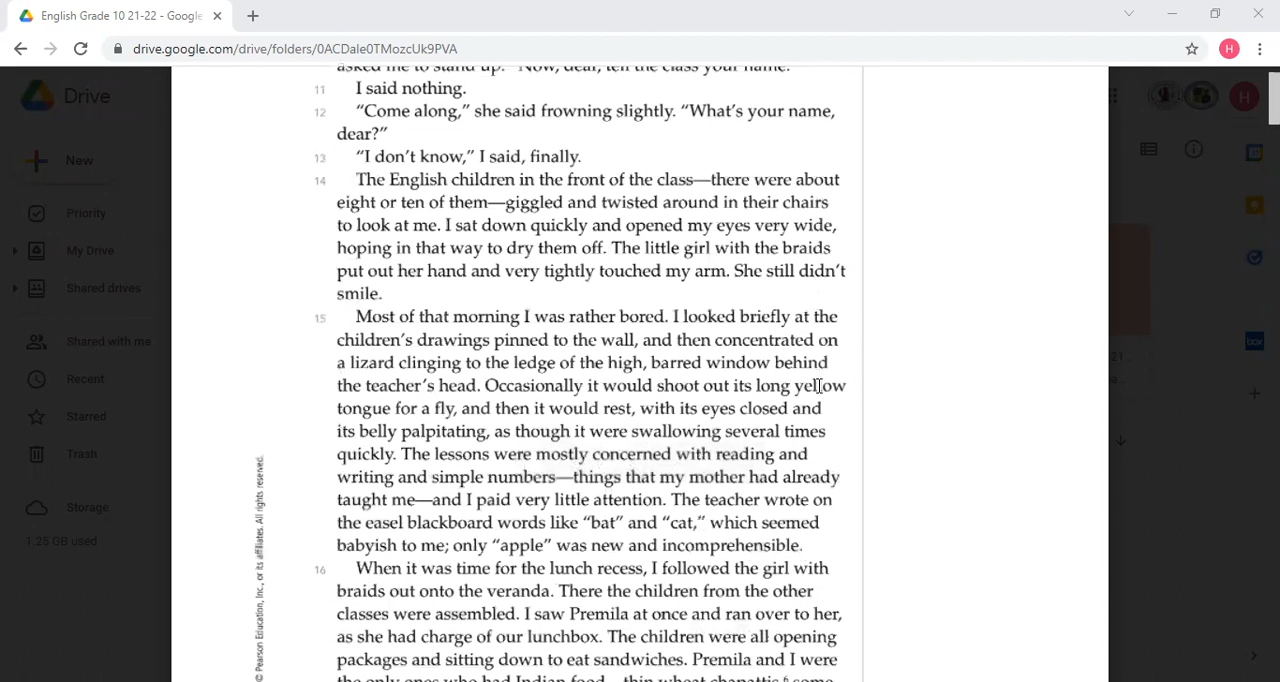 English Grade 10 21-22 - Google
drive.google.com/drive/folders/0ACDale0TMozcUk9PVA
H
Drive
H
New
Priority
My Drive
Shared drives
Shared with me
Recent
Starred
Trash
Storage
1.25 GB used
asked me to stand up. "Now, dear, tell the class your name."
11 I said nothing.
12 "Come along," she said frowning slightly. "What's your name,
dear?"
13 "I don't know," I said, finally.
14 The English children in the front of the class—there were about
eight or ten of them—giggled and twisted around in their chairs
to look at me. I sat down quickly and opened my eyes very wide,
hoping in that way to dry them off. The little girl with the braids
put out her hand and very tightly touched my arm. She still didn't
smile.
15 Most of that morning I was rather bored. I looked briefly at the
children's drawings pinned to the wall, and then concentrated on
a lizard clinging to the ledge of the high, barred window behind
the teacher's head. Occasionally it would shoot out its long yellow
tongue for a fly, and then it would rest, with its eyes closed and
its belly palpitating, as though it were swallowing several times
quickly. The lessons were mostly concerned with reading and
writing and simple numbers—things that my mother had already
taught me—and I paid very little attention. The teacher wrote on
the easel blackboard words like "bat" and "cat," which seemed
babyish to me; only "apple" was new and incomprehensible.
16 When it was time for the lunch recess, I followed the girl with
braids out onto the veranda. There the children from the other
classes were assembled. I saw Premila at once and ran over to her,
as she had charge of our lunchbox. The children were all opening
packages and sitting down to eat sandwiches. Premila and I were
the only ones who had Indian food—thin wheat chapattis,6 some
© Pearson Education, Inc., or its affiliates. All rights reserved.
box